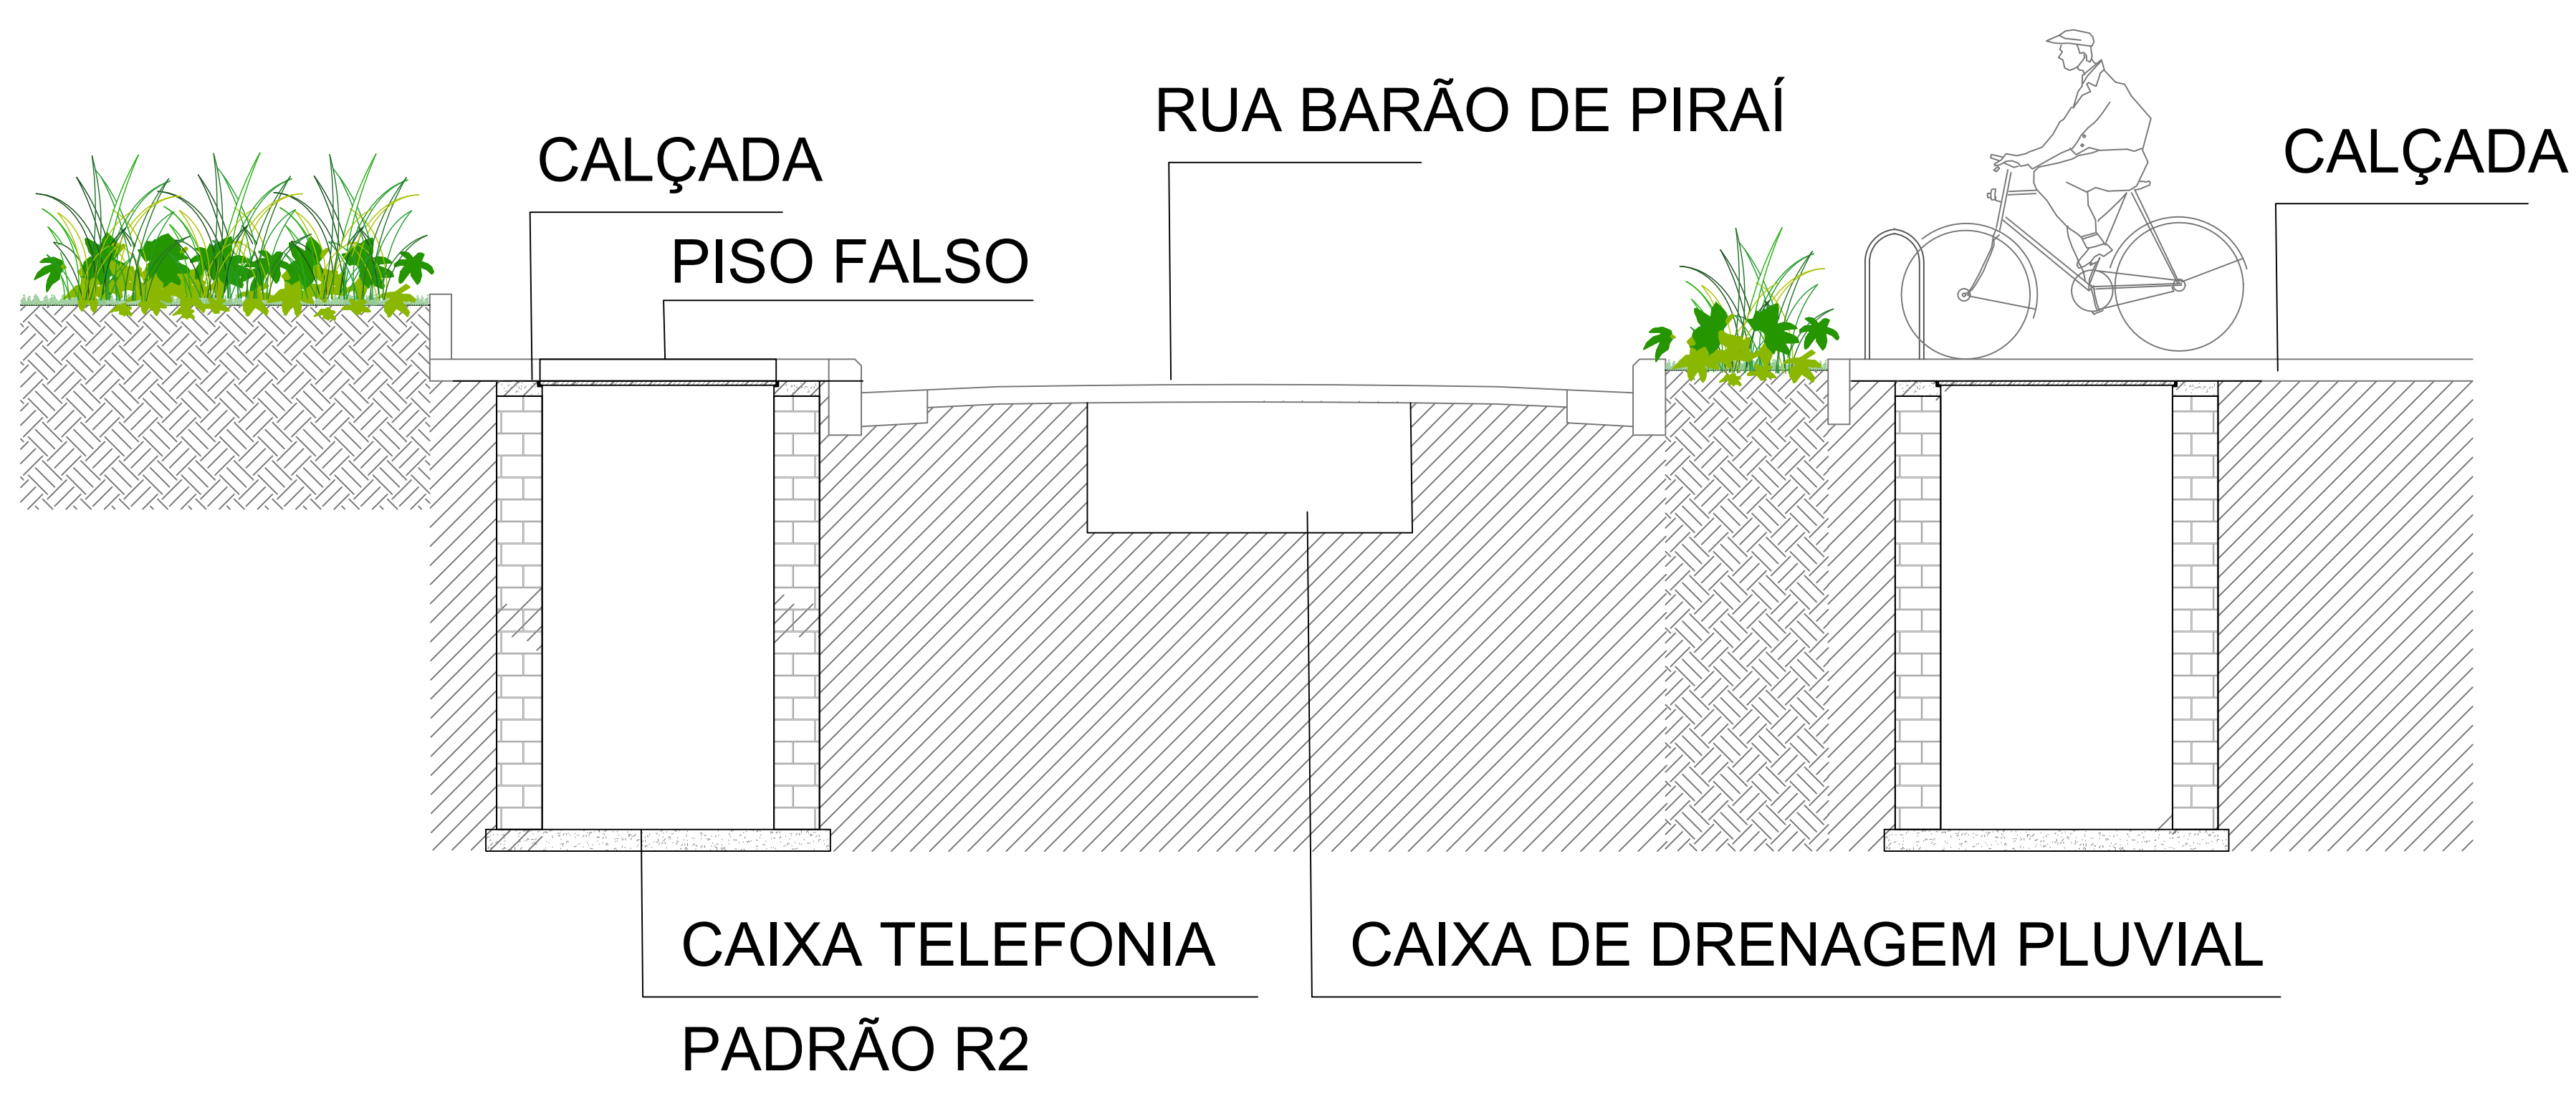 RUA BARÃO DE PIRAÍ
CALÇADA
CALÇADA
PISO FALSO
CAIXA TELEFONIA
PADRÃO R2
CAIXA DE DRENAGEM PLUVIAL